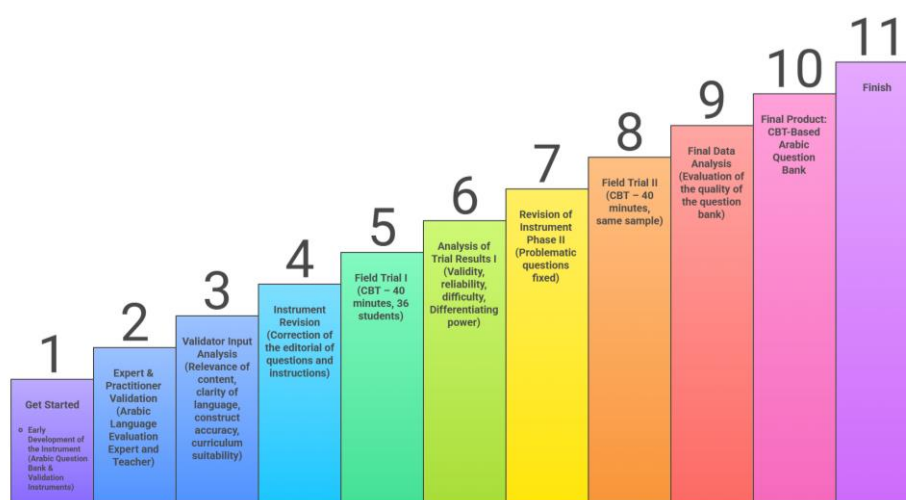 1
Get Started
Early
Development of
the Instrument
(Arabic Question
Bank &
Validation
Instruments)
2
Expert &
Practitioner
Validation
(Arabic
Language
Evaluation
Expert and
Teacher)
3
Validator Input
Analysis
(Relevance of
content,
clarity of
language,
construct
accuracy,
curriculum
suitability)
4
Instrument
Revision
(Correction of
the editorial of
questions and
instructions)
5
Field Trial I
(CBT – 40
minutes, 36
students)
6
Analysis of
Trial Results I
(Validity,
reliability,
difficulty,
Differentiating
power)
7
Revision of
Instrument
Phase II
(Problematic
questions
fixed)
8
Field Trial II
(CBT – 40
minutes,
same sample)
9
Final Data
Analysis
(Evaluation of
the quality of
the question
bank)
10
Final Product:
CBT-Based
Arabic
Question
Bank
11
Finish